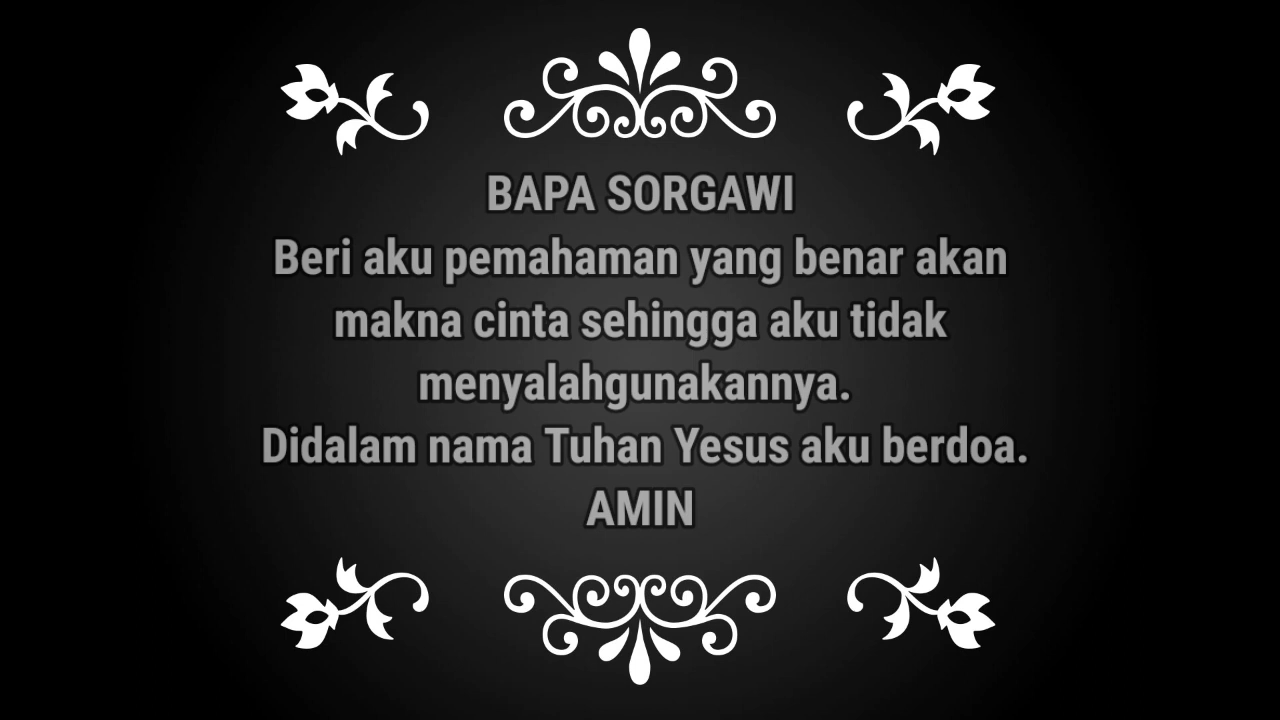 BAPA SORGAWI
Beri aku pemahaman yang benar akan
makna cinta sehingga aku tidak
menyalahgunakannya.
Didalam nama Tuhan Yesus aku berdoa.
AMIN